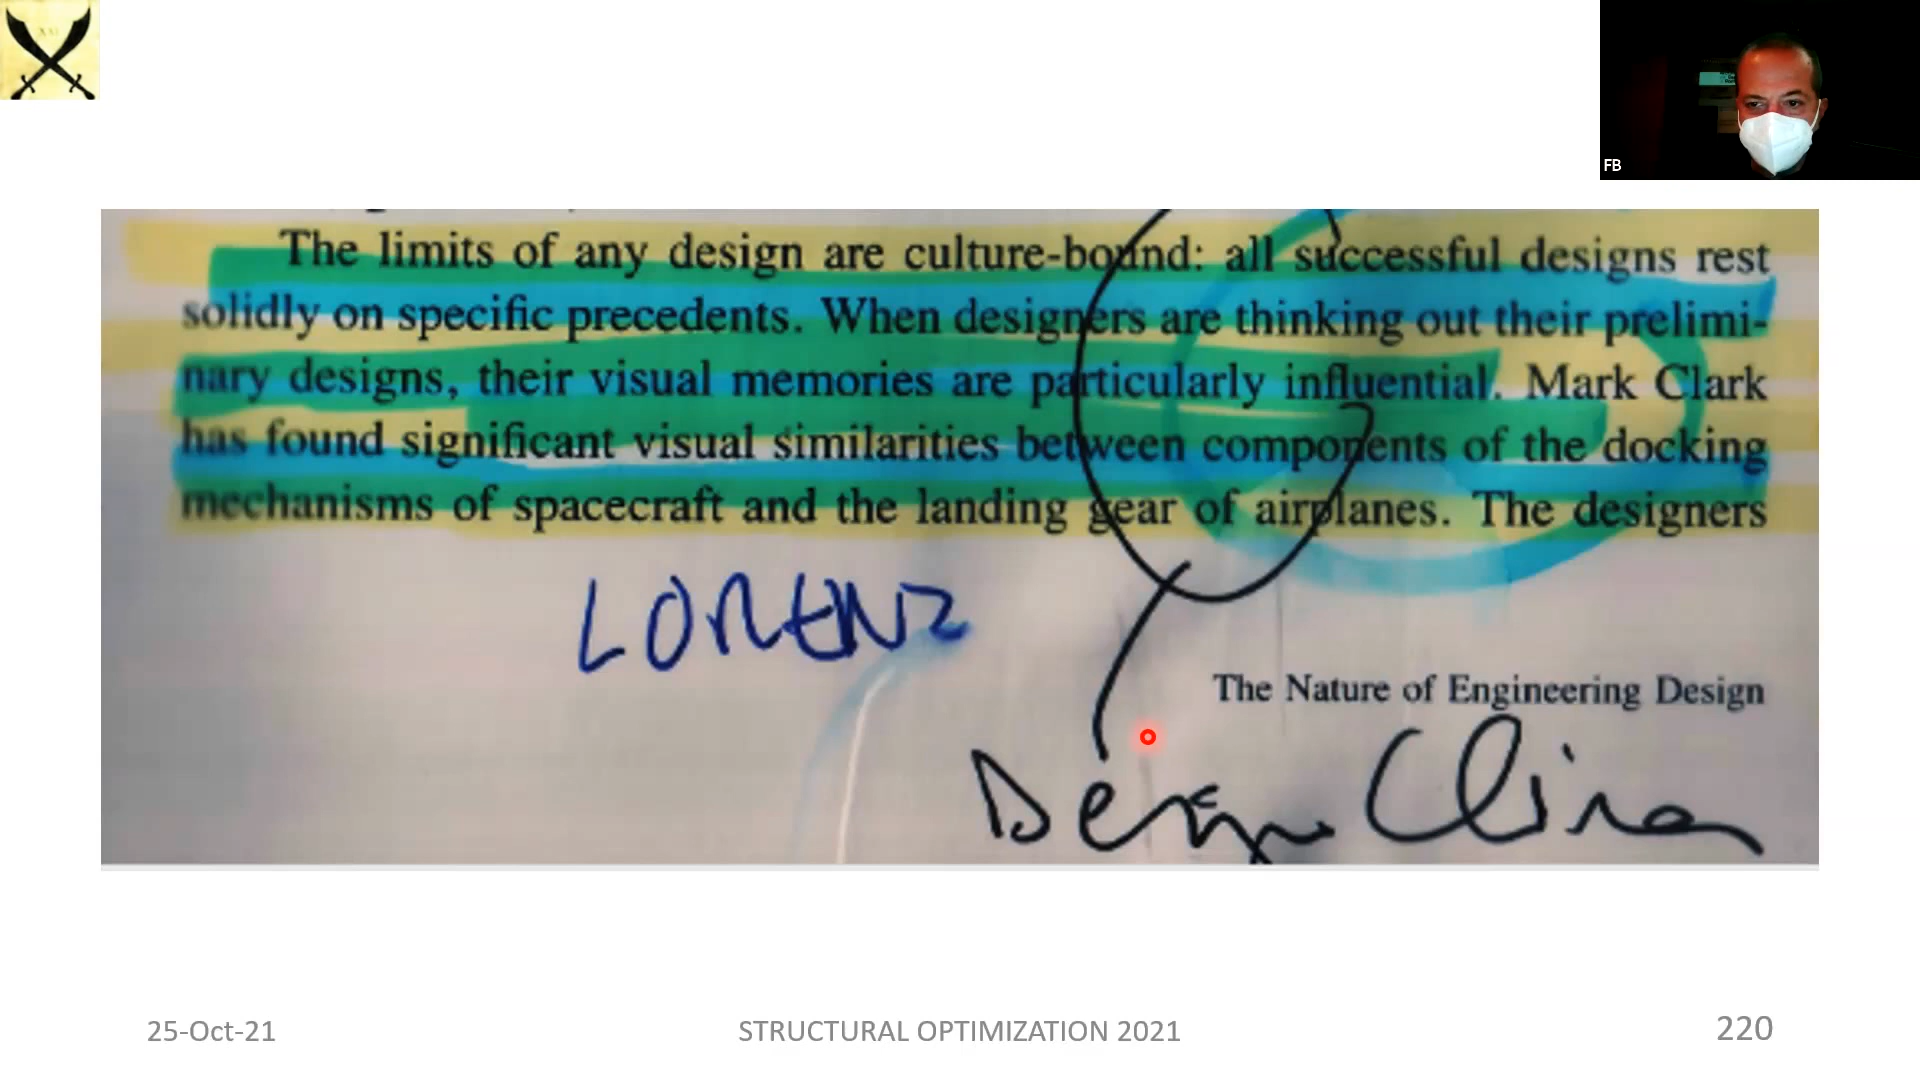 XXI
FB
The limits of any design are culture-bound: all successful designs rest
solidly on specific precedents. When designers are thinking out their prelimi-
nary designs, their visual memories are particularly influential. Mark Clark
has found significant visual similarities between components of the docking
mechanisms of spacecraft and the landing gear of airplanes. The designers
LORENZ
The Nature of Engineering Design
Design
25-Oct-21
STRUCTURAL OPTIMIZATION 2021
220